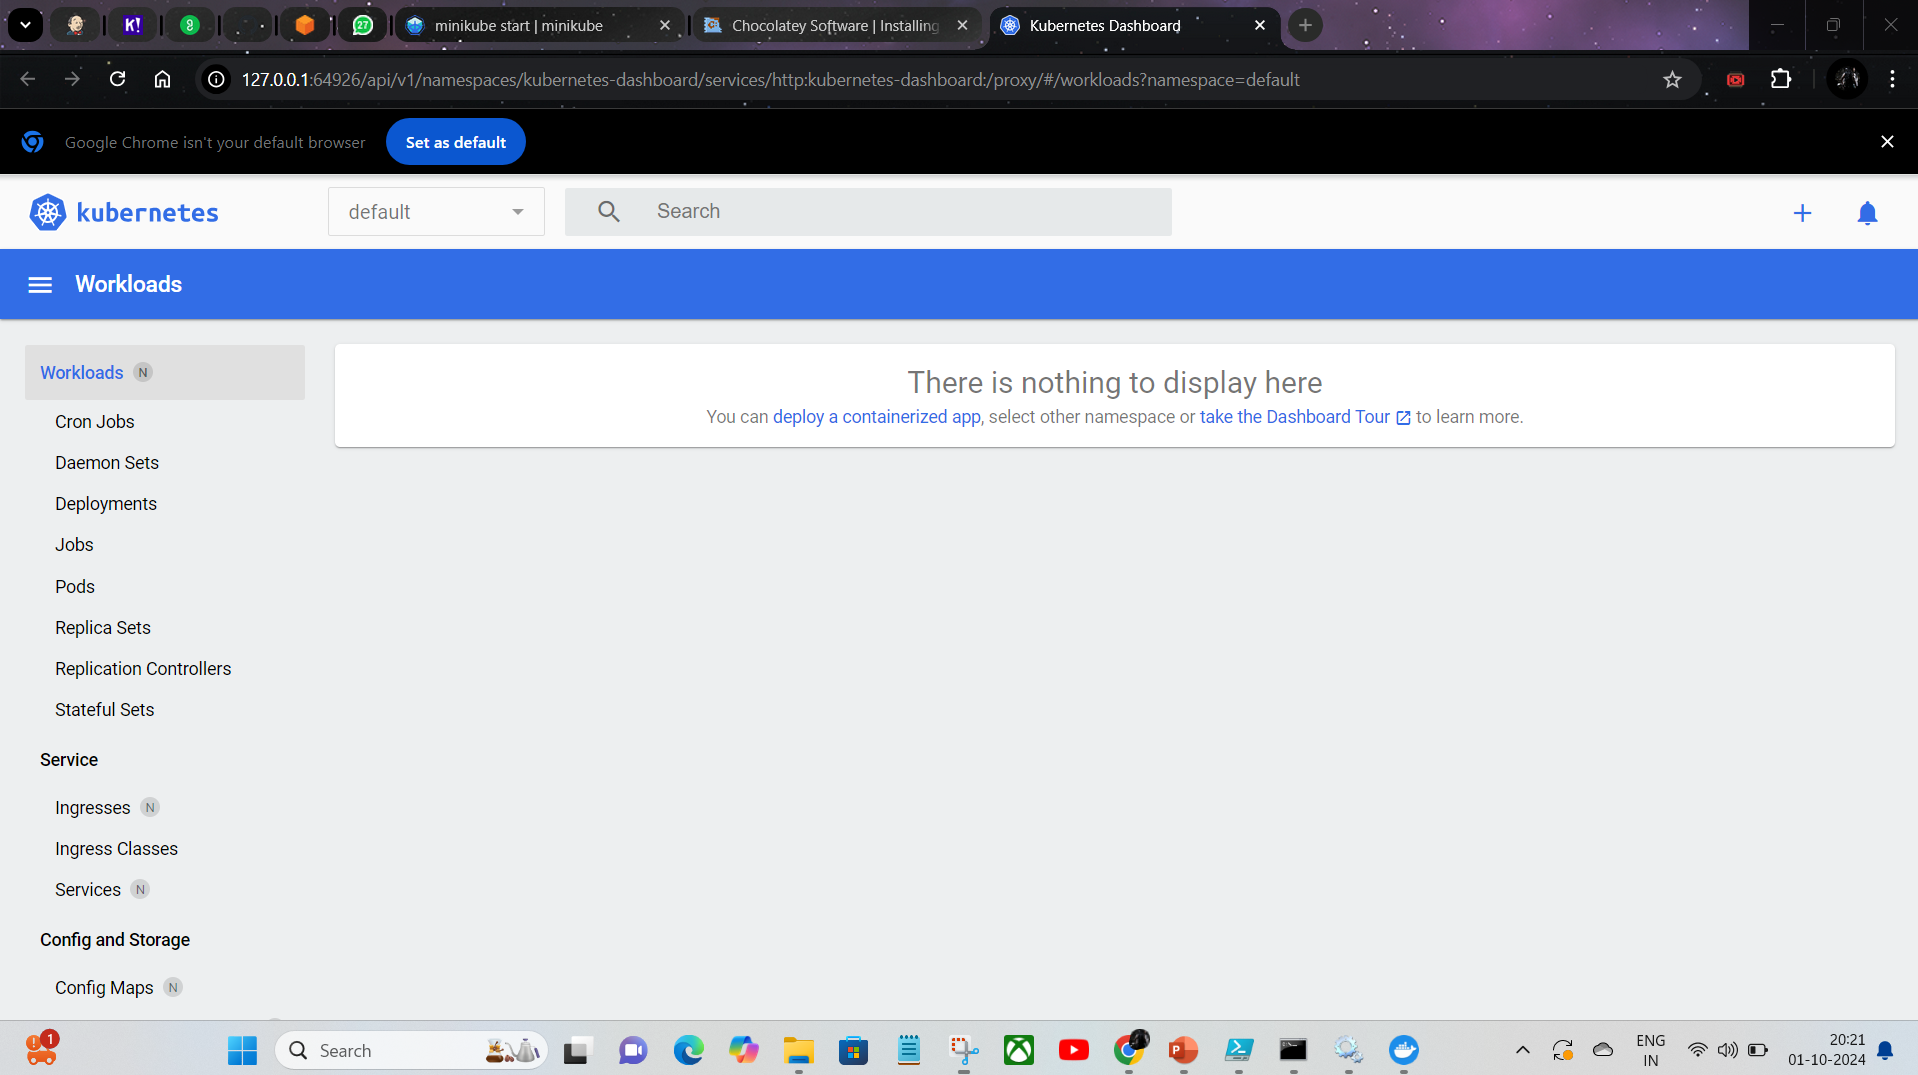 K!
27
minikube start | minikube
Chocolatey Software | Installing
Kubernetes Dashboard
127.0.0.1:64926/api/v1/namespaces/kubernetes-dashboard/services/http:kubernetes-dashboard:/proxy/#/workloads?namespace=default
Google Chrome isn't your default browser
Set as default
kubernetes
default
Search
Workloads
Workloads N
Cron Jobs
Daemon Sets
Deployments
Jobs
Pods
Replica Sets
Replication Controllers
Stateful Sets
Service
Ingresses N
Ingress Classes
Services N
Config and Storage
Config Maps N
There is nothing to display here
You can deploy a containerized app, select other namespace or take the Dashboard Tour to learn more.
1
Search
P
ENG
IN
20:21
01-10-2024